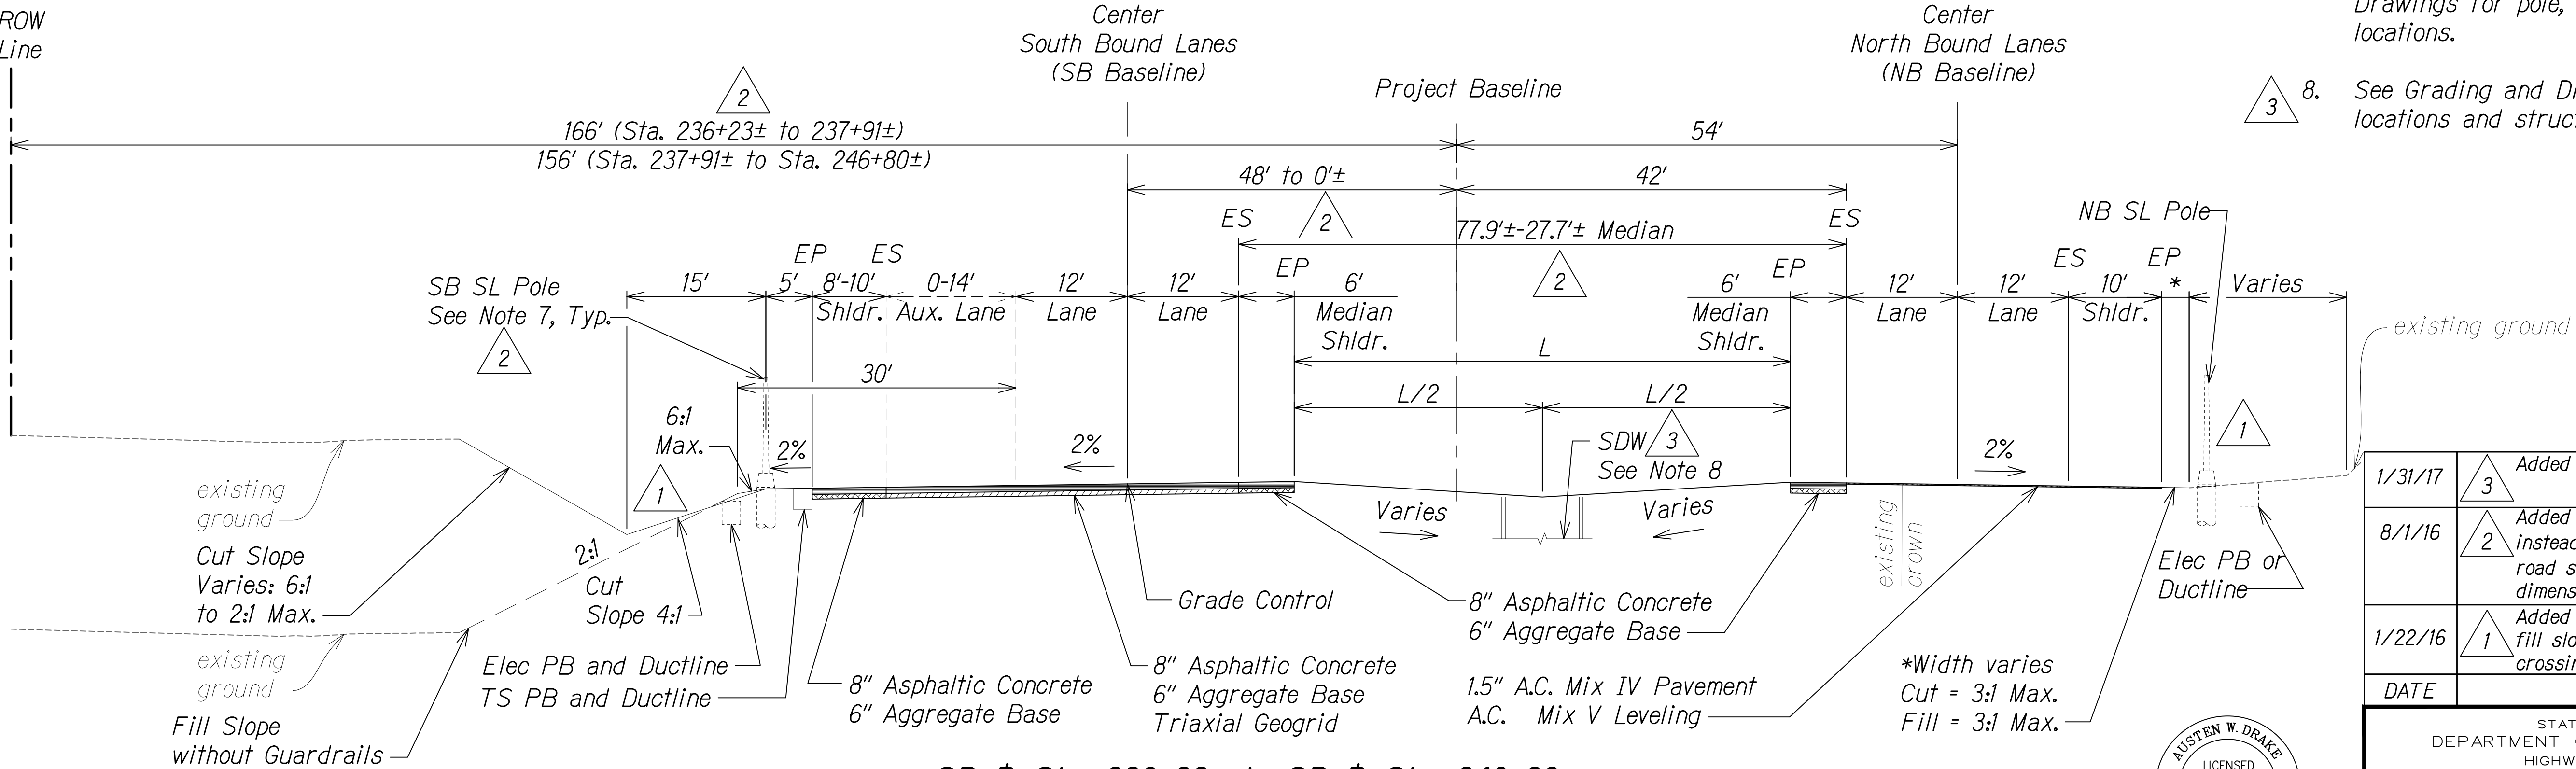 ROW
Line
Center
South Bound Lanes
(SB Baseline)
Project Baseline
Center
North Bound Lanes
(NB Baseline)
Drawings for pole,
locations.
3 8. See Grading and
locations and
2
166' (Sta. 236+23± to 237+91±)
156' (Sta. 237+91± to Sta. 246+80±)
54'
48' to 0'±
42'
2
ES
ES
77.9'±-27.7'± Median
2
NB SL Pole
SB SL Pole
See Note 7, Typ.
2
15'
5'
EP
8'-10'
Shldr.
ES
0-14'
Aux. Lane
12'
Lane
12'
Lane
EP
6'
Median
Shldr.
EP
6'
Median
Shldr.
12'
Lane
12'
Lane
ES
10'
Shldr.
EP
*
Varies
existing ground
L
30'
L/2
L/2
6:1
Max.
2%
2%
SDW 3
See Note 8
2%
1
1
existing
ground
Cut Slope
Varies: 6:1
to 2:1 Max.
2:1
Cut
Slope 4:1
Varies
Varies
existing
crown
Elec PB or
Ductline
existing
ground
Fill Slope
without Guardrails
Elec PB and Ductline
TS PB and Ductline
8" Asphaltic Concrete
6" Aggregate Base
Grade Control
8" Asphaltic Concrete
6" Aggregate Base
Triaxial Geogrid
8" Asphaltic Concrete
6" Aggregate Base
1.5" A.C. Mix IV Pavement
A.C. Mix V Leveling
*Width varies
Cut = 3:1 Max.
Fill = 3:1 Max.
1/31/17 3 Added
8/1/16 2 Added
road
1/22/16 1 Added
fill
DATE
AUSTEN W. DRAKE
LICENSED
DEPARTMENT